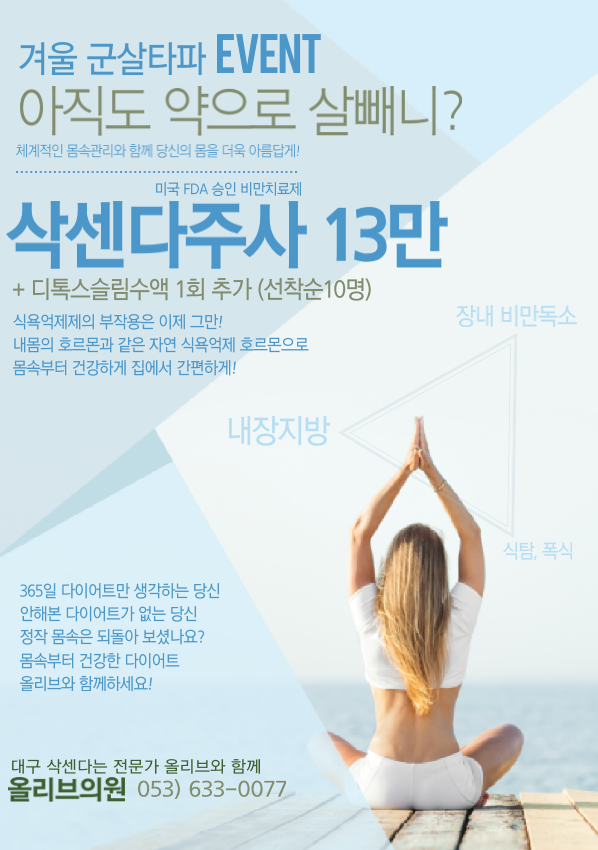 겨울 군살타파 EVENT
아직도 약으로 살빼니?
체계적인 몸속관리와 함께 당신의 몸을 더욱 아름답게!
미국 FDA 승인 비만치료제
삭센다주사 13만
+ 디톡스슬림수액 1회 추가 (선착순10명)
식욕억제제의 부작용은 이제 그만!
내몸의 호르몬과 같은 자연 식욕억제 호르몬으로
몸속부터 건강하게 집에서 간편하게!
장내 비만독소
내장지방
식탐, 폭식
365일 다이어트만 생각하는 당신
안해본 다이어트가 없는 당신
정작 몸속은 되돌아 보셨나요?
몸속부터 건강한 다이어트
올리브와 함께하세요!
대구 삭센다는 전문가 올리브와 함께
올리브의원 053) 633-0077